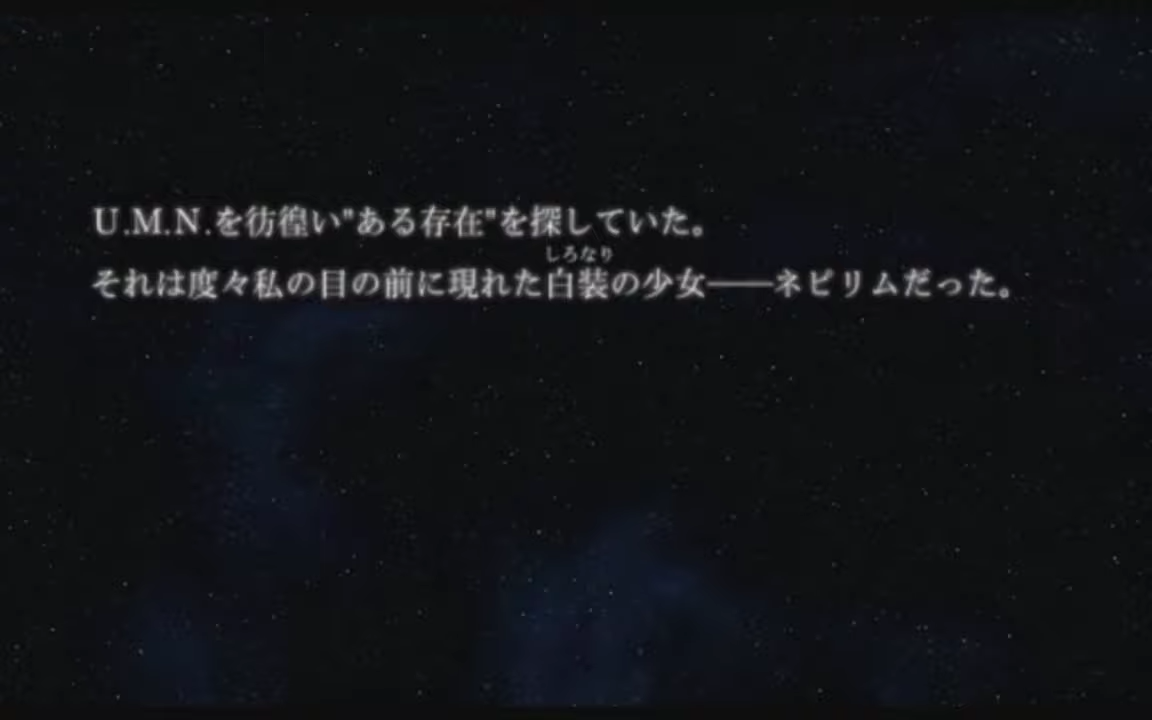 U.M.N.を彷徨い"ある存在"を探していた。
しろなり
それは度々私の目の前に現れた白装の少女――ネピリムだった。